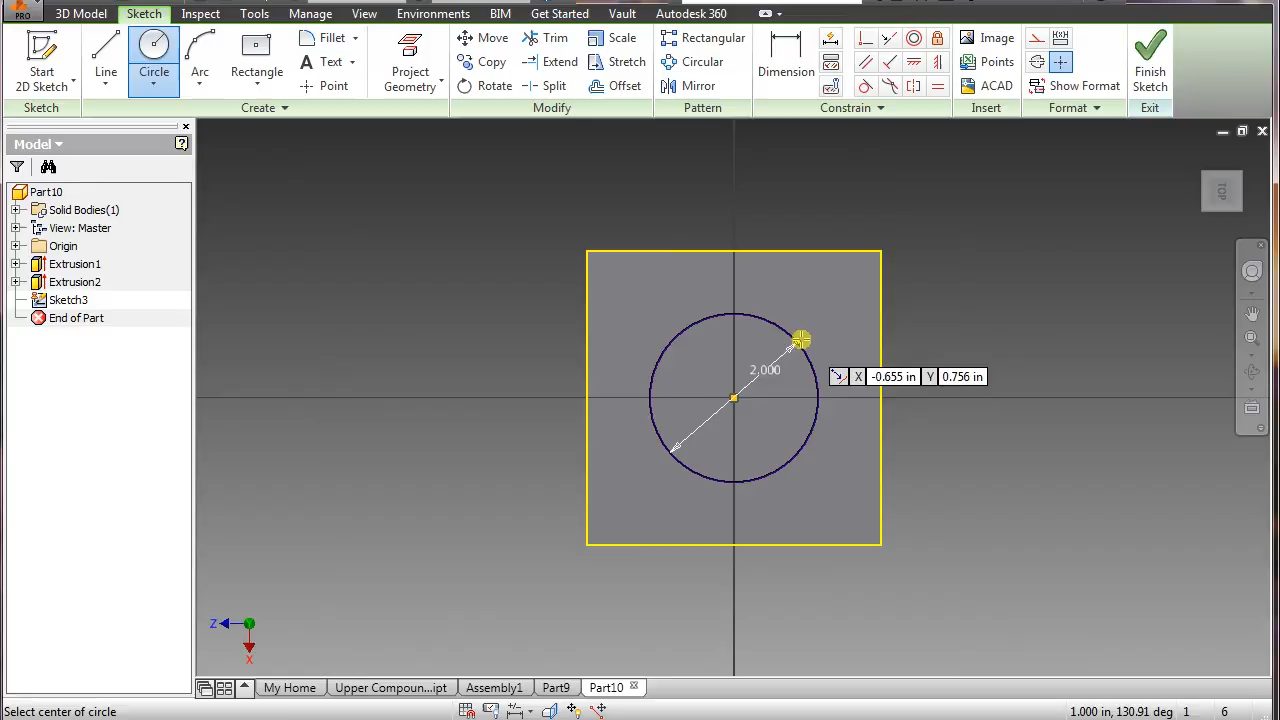 PRO
3D Model Sketch Inspect Tools Manage View Environments BIM Get Started Vault Autodesk 360
Start 2D Sketch
Line
Circle
Arc
Rectangle
Fillet
Text
Point
Project Geometry
Move
Copy
Rotate
Trim
Extend
Split
Scale
Stretch
Offset
Rectangular
Circular
Mirror
Dimension
Image
Points
ACAD
Show Format
Finish Sketch
Sketch Create Modify Pattern Constrain Insert Format Exit
Model
Part10
Solid Bodies(1)
View: Master
Origin
Extrusion1
Extrusion2
Sketch3
End of Part
TOP
2.000
X -0.655 in Y 0.756 in
Z
X
My Home Upper Compoun...ipt Assembly1 Part9 Part10
Select center of circle
1.000 in, 130.91 deg 1 6